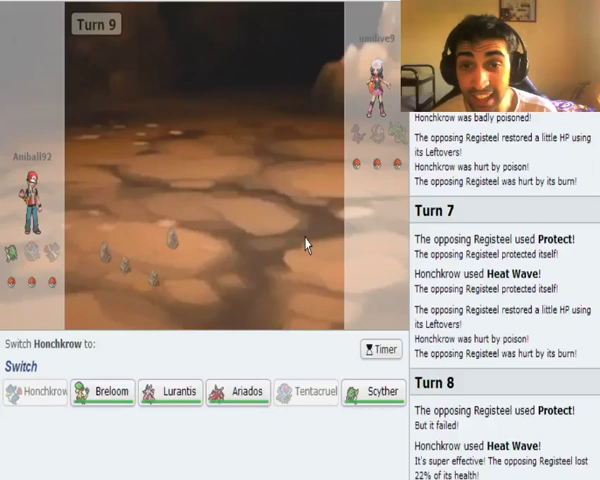 Turn 9
umilive9
Aniball92
Honchkrow was badly poisoned!
The opposing Registeel restored a little HP using
its Leftovers!
Honchkrow was hurt by poison!
The opposing Registeel was hurt by its burn!
Turn 7
The opposing Registeel used Protect!
The opposing Registeel protected itself!
Honchkrow used Heat Wave!
The opposing Registeel protected itself!
The opposing Registeel restored a little HP using
its Leftovers!
Honchkrow was hurt by poison!
The opposing Registeel was hurt by its burn!
Turn 8
The opposing Registeel used Protect!
But it failed!
Honchkrow used Heat Wave!
It's super effective! The opposing Registeel lost
22% of its health!
Switch Honchkrow to:
Timer
Switch
Honchkrow Breloom Lurantis Ariados Tentacruel Scyther